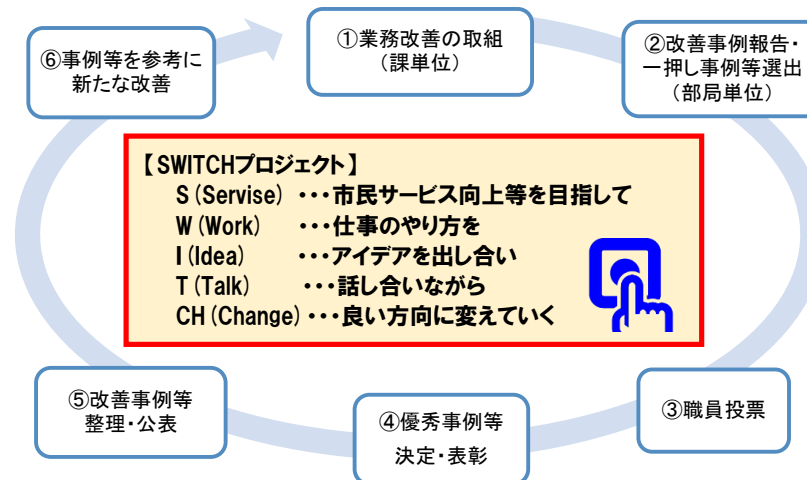 ①業務改善の取組
（課単位）
②改善事例報告・
一押し事例等選出
（部局単位）
③職員投票
④優秀事例等
決定・表彰
⑤改善事例等
整理・公表
⑥事例等を参考に
新たな改善
【SWITCHプロジェクト】
S（Servise）・・・市民サービス向上等を目指して
W（Work）・・・仕事のやり方を
I（Idea）・・・アイデアを出し合い
T（Talk）・・・話し合いながら
CH（Change）・・・良い方向に変えていく